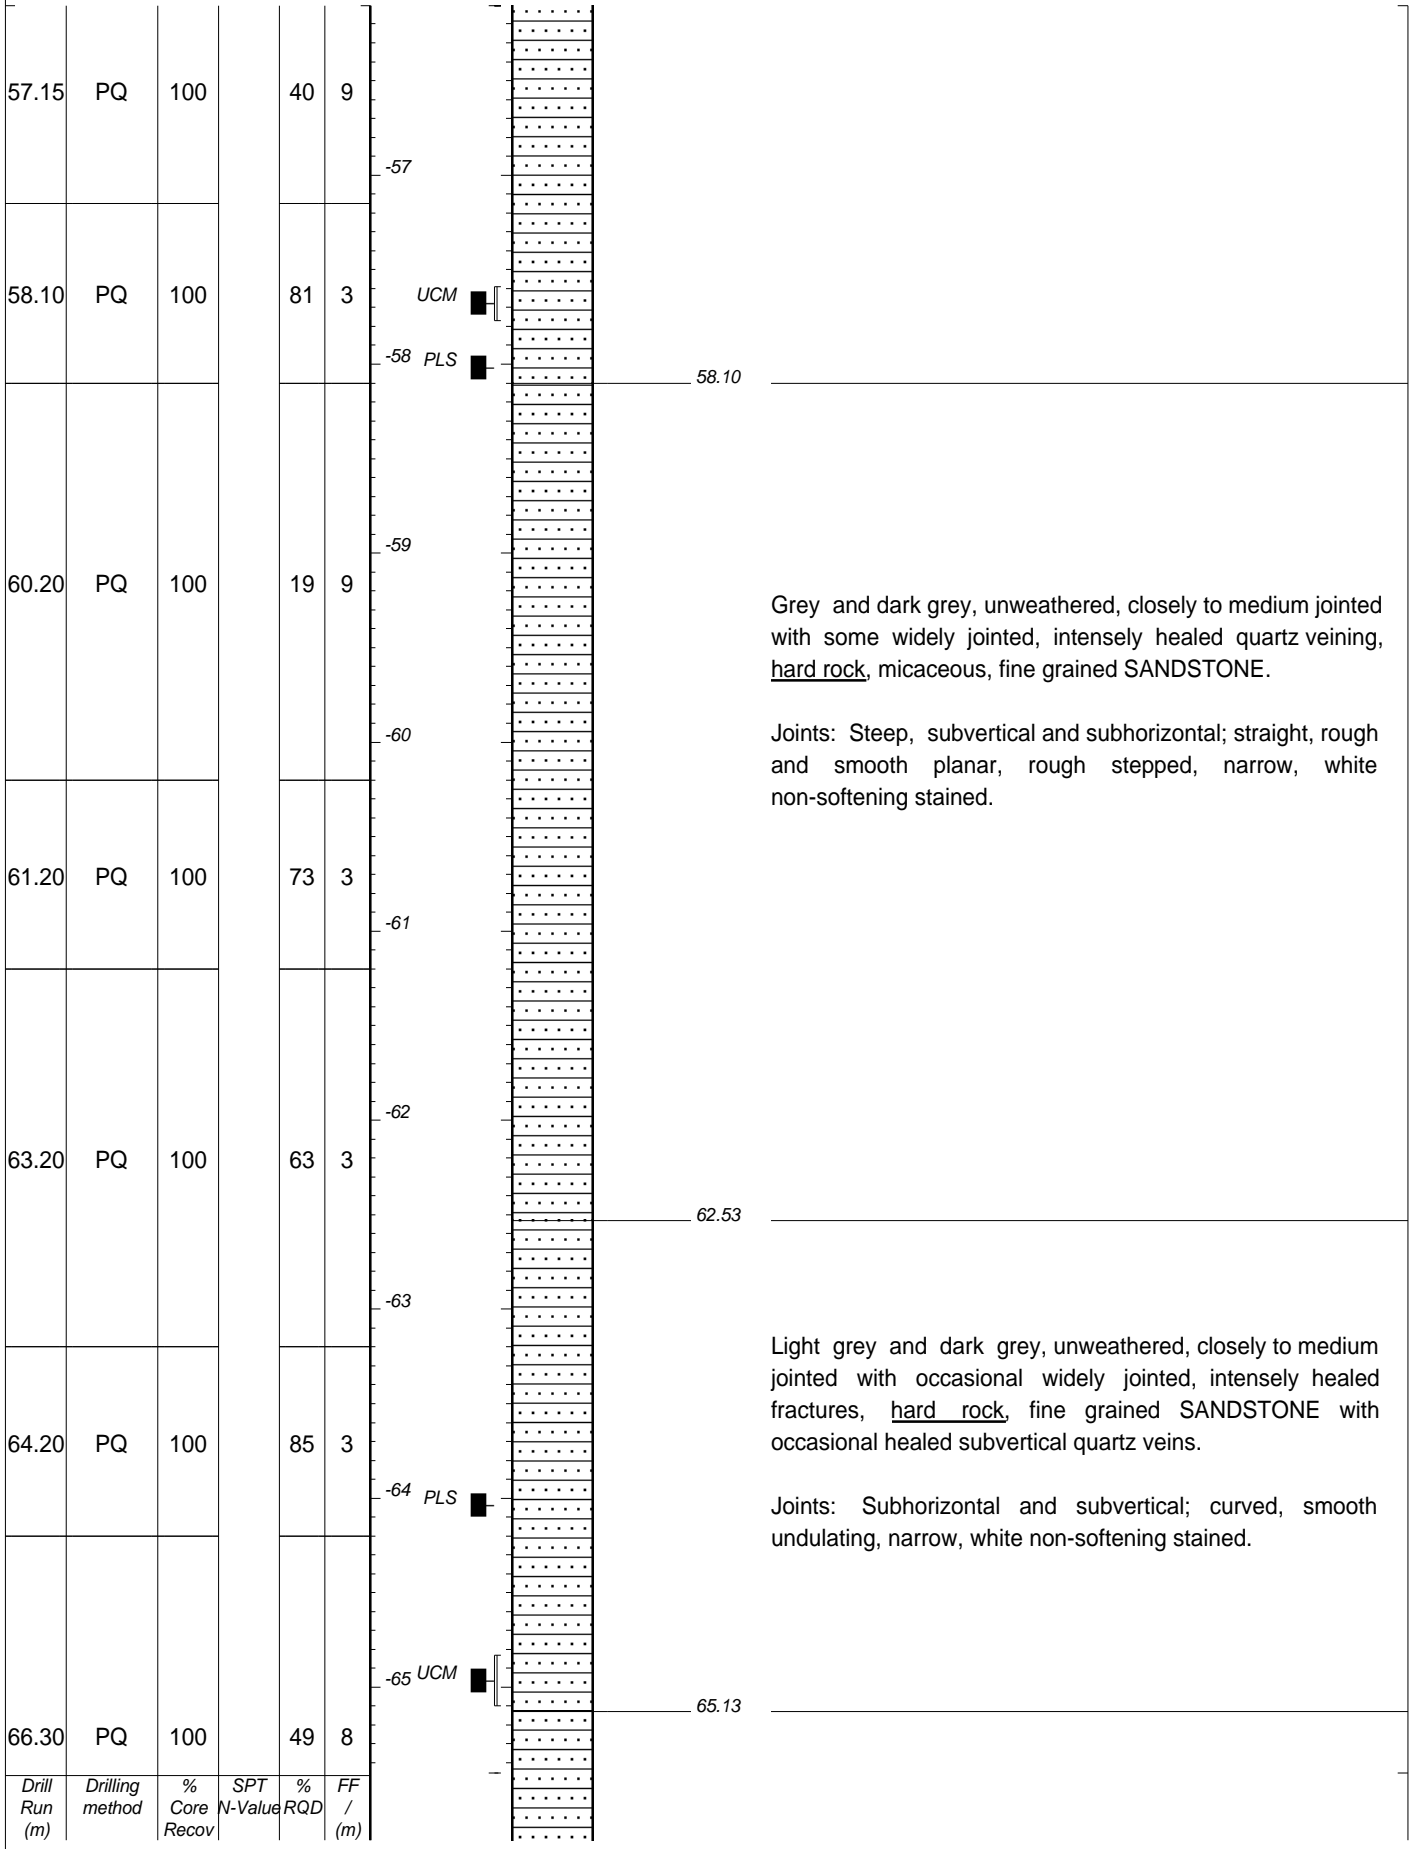 57.15 PQ 100 40 9
-57
58.10 PQ 100 81 3
UCM
-58 PLS
58.10
-59
60.20 PQ 100 19 9
Grey and dark grey, unweathered, closely to medium jointed
with some widely jointed, intensely healed quartz veining,
hard rock, micaceous, fine grained SANDSTONE.
Joints: Steep, subvertical and subhorizontal; straight, rough
and smooth planar, rough stepped, narrow, white
non-softening stained.
-60
61.20 PQ 100 73 3
-61
-62
63.20 PQ 100 63 3
62.53
-63
Light grey and dark grey, unweathered, closely to medium
jointed with occasional widely jointed, intensely healed
fractures, hard rock, fine grained SANDSTONE with
occasional healed subvertical quartz veins.
64.20 PQ 100 85 3
-64 PLS
Joints: Subhorizontal and subvertical; curved, smooth
undulating, narrow, white non-softening stained.
-65 UCM
65.13
66.30 PQ 100 49 8
Drill Drilling % SPT % FF
Run method Core N-Value RQD /
(m) Recov (m)